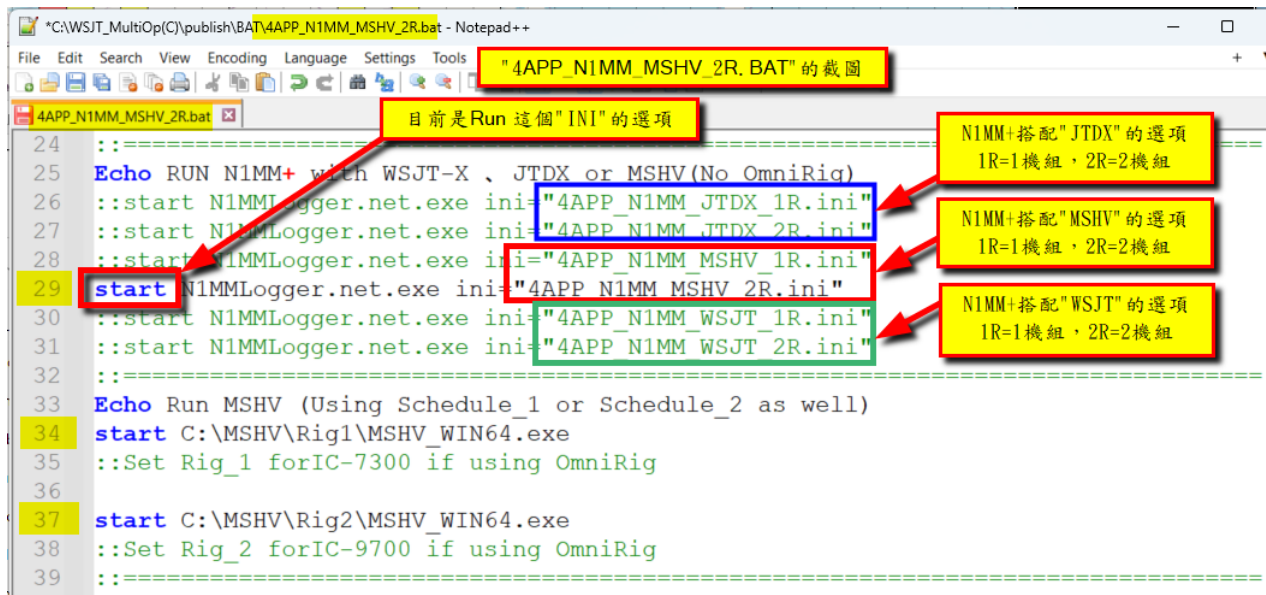 *C:\WSJT_MultiOp(C)\publish\BAT\4APP_N1MM_MSHV_2R.bat - Notepad++
File Edit Search View Encoding Language Settings Tools
"4APP_N1MM_MSHV_2R.BAT"的截圖
4APP_N1MM_MSHV_2R.bat
目前是Run 這個"INI"的選項
24 ::==============================================================================
25 Echo RUN N1MM+ with WSJT-X 、 JTDX or MSHV(No OmniRig)
26 ::start N1MMLogger.net.exe ini="4APP_N1MM_JTDX_1R.ini"
27 ::start N1MMLogger.net.exe ini="4APP_N1MM_JTDX_2R.ini"
28 ::start N1MMLogger.net.exe ini="4APP_N1MM_MSHV_1R.ini"
29 start N1MMLogger.net.exe ini="4APP_N1MM_MSHV_2R.ini"
30 ::start N1MMLogger.net.exe ini="4APP_N1MM_WSJT_1R.ini"
31 ::start N1MMLogger.net.exe ini="4APP_N1MM_WSJT_2R.ini"
32 ::==============================================================================
33 Echo Run MSHV (Using Schedule_1 or Schedule_2 as well)
34 start C:\MSHV\Rig1\MSHV_WIN64.exe
35 ::Set Rig_1 forIC-7300 if using OmniRig
36
37 start C:\MSHV\Rig2\MSHV_WIN64.exe
38 ::Set Rig_2 forIC-9700 if using OmniRig
39 ::==============================================================================
N1MM+搭配"JTDX"的選項
1R=1機組，2R=2機組
N1MM+搭配"MSHV"的選項
1R=1機組，2R=2機組
N1MM+搭配"WSJT"的選項
1R=1機組，2R=2機組